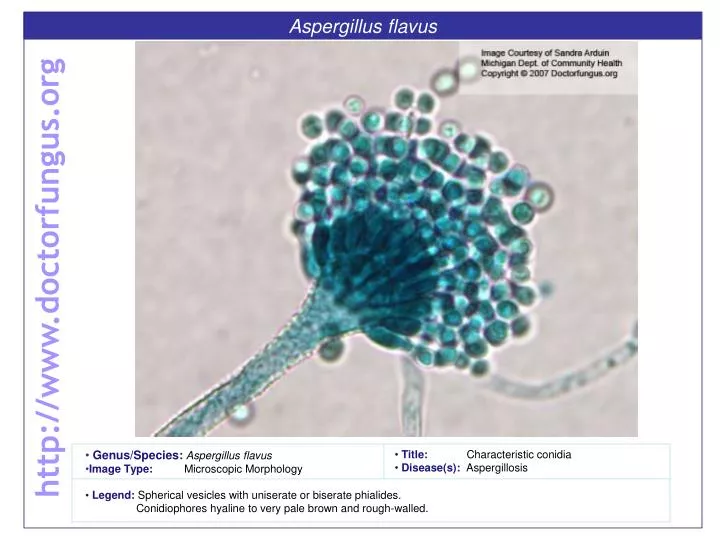 Aspergillus flavus
Image Courtesy of Sandra Arduin
Michigan Dept. of Community Health
Copyright © 2007 Doctorfungus.org
http://www.doctorfungus.org
• Genus/Species: Aspergillus flavus
•Image Type: Microscopic Morphology
• Title: Characteristic conidia
• Disease(s): Aspergillosis
• Legend: Spherical vesicles with uniserate or biserate phialides.
Conidiophores hyaline to very pale brown and rough-walled.